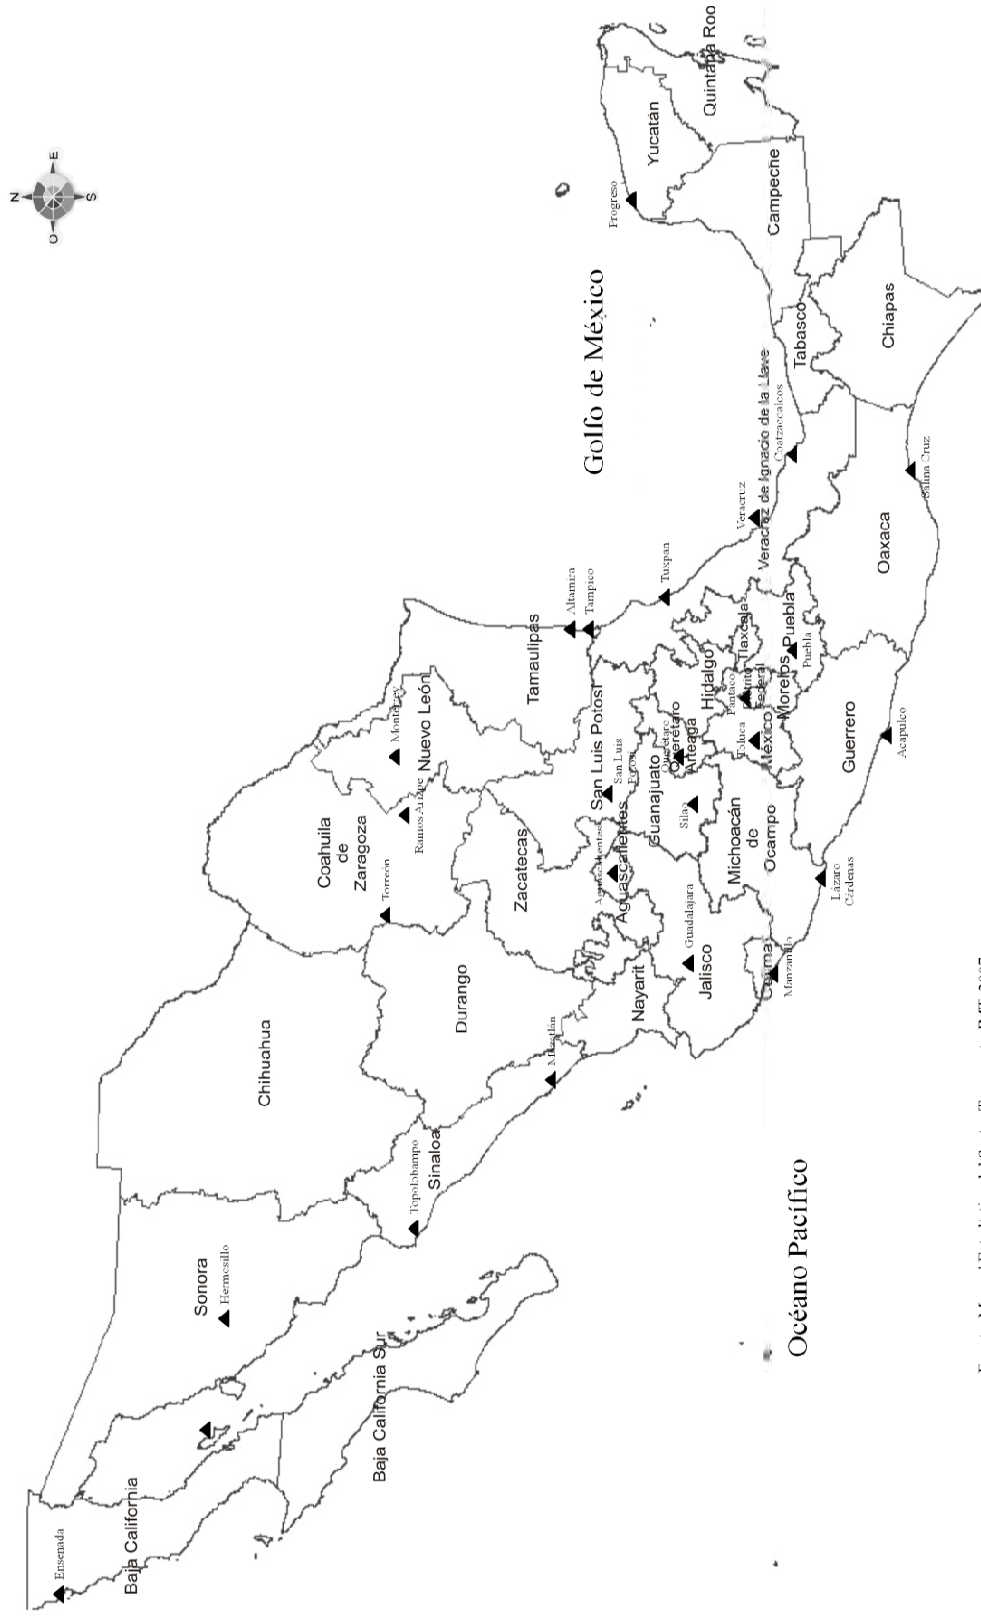 N
O
E
S
Ensenada
Baja California
Sonora
Hermosillo
Baja California Sur
Chihuahua
Topolobampo
Sinaloa
Coahuila
de
Zaragoza
Torreón
Ramos Arizpe
Monterrey
Nuevo León
Durango
Mazatlán
Zacatecas
Tamaulipas
Altamira
Tampico
San Luis Potosí
San Luis
Potosí
Aguascalientes
Aguascalientes
Nayarit
Guadalajara
Jalisco
Guanajuato
Silao
Querétaro
Querétaro
Arteaga
Hidalgo
Tuxpan
Golfo de México
Progreso
Yucatán
Quintana Roo
Campeche
Veracruz
Veracruz de Ignacio de la Llave
Coatzacalcos
Tabasco
Chiapas
Tlaxcala
Pantaco
Distrito
Federal
Toluca
México
Morelos
Puebla
Puebla
Michoacán
de
Ocampo
Colima
Manzanillo
Lázaro
Cárdenas
Guerrero
Acapulco
Oaxaca
Salina Cruz
Océano Pacífico